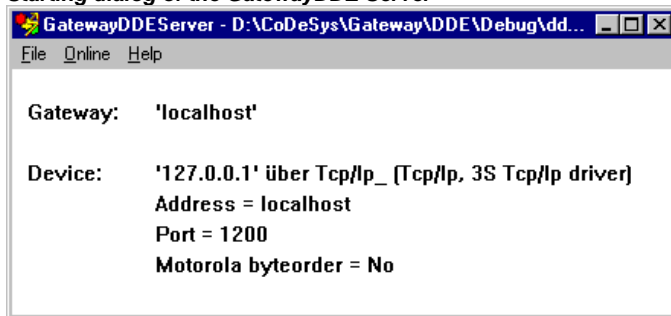 Starting dialog of the GatewayDDE Server
GatewayDDEServer - D:\CoDeSys\Gateway\DDE\Debug\dd...
File Online Help
Gateway: 'localhost'
Device: '127.0.0.1' über Tcp/Ip_ (Tcp/Ip, 3S Tcp/Ip driver)
Address = localhost
Port = 1200
Motorola byteorder = No